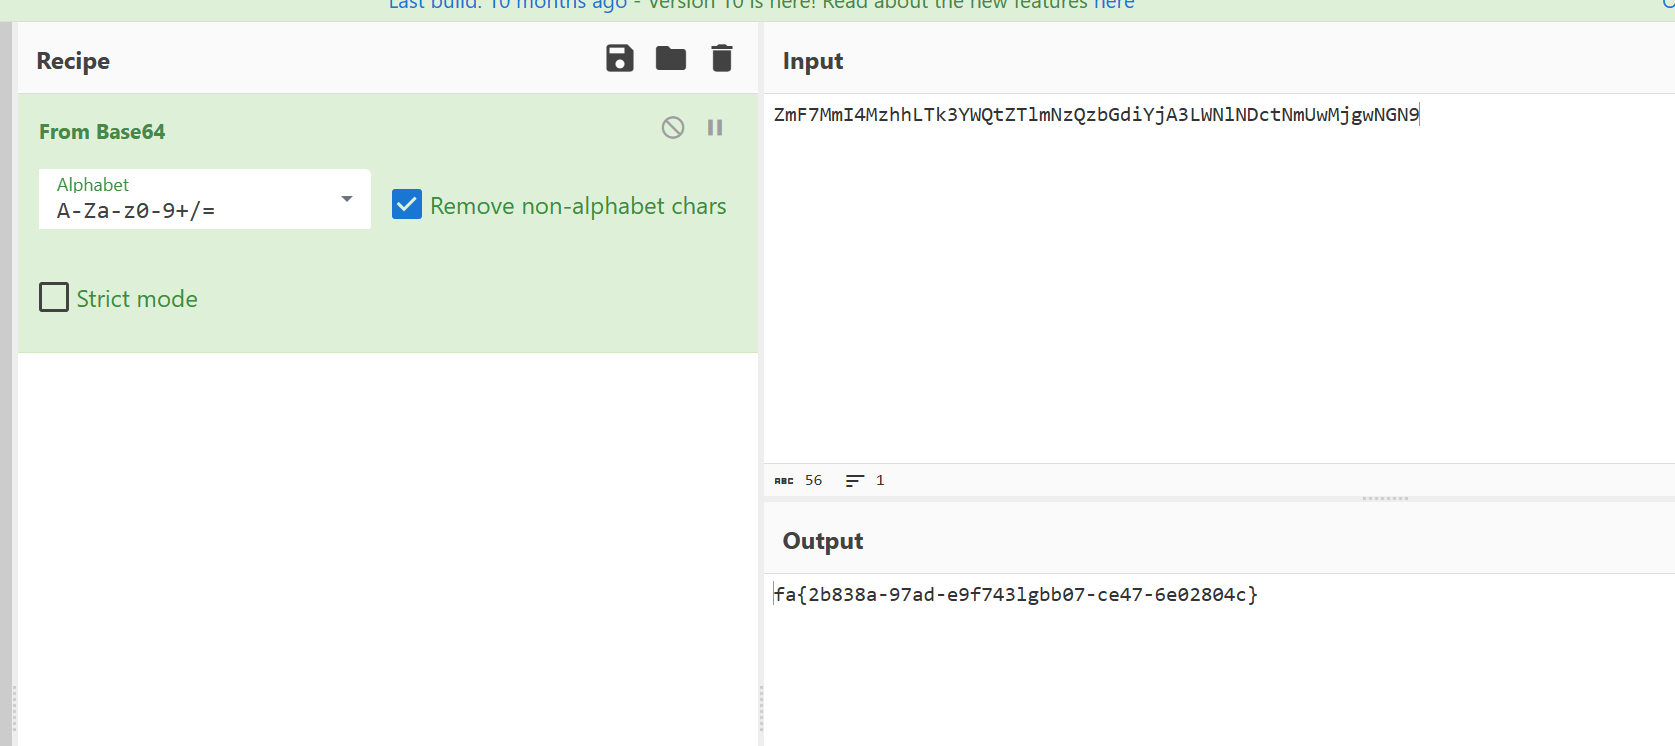 Last build: 10 months ago - Version 10 is here! Read about the new features here
Recipe
From Base64
Alphabet
A-Za-z0-9+/=
Remove non-alphabet chars
Strict mode
Input
ZmF7MmI4MzhhLTk3YWQtZTlmNzQzbGdiYjA3LWNlNDctNmUwMjgwNGN9
ABC 56 1
Output
fa{2b838a-97ad-e9f743lgbb07-ce47-6e02804c}